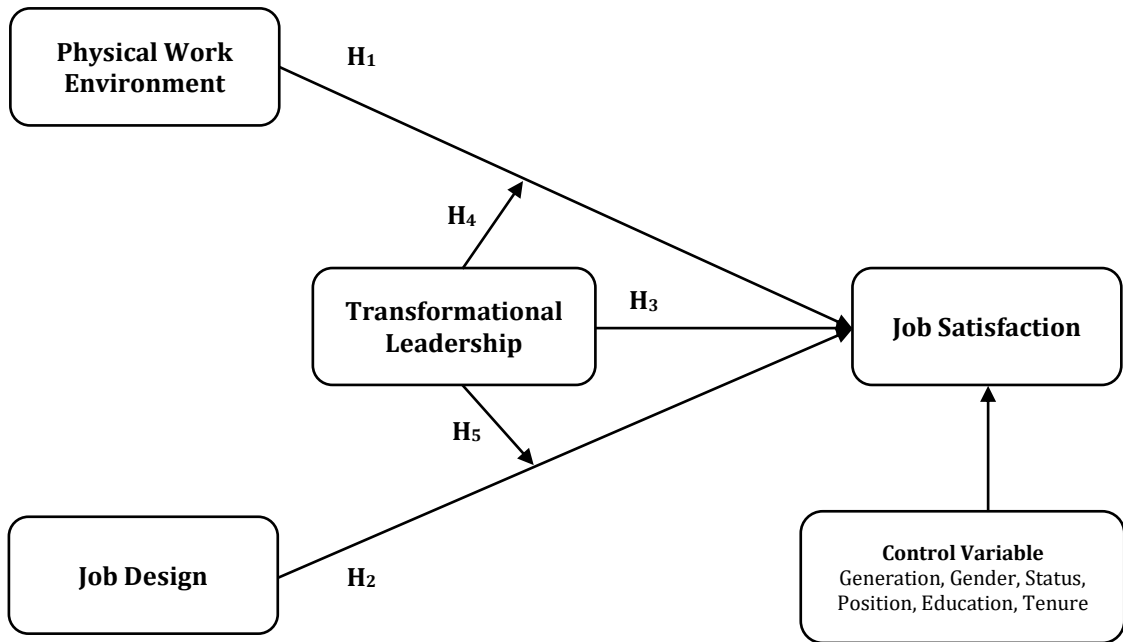 Physical Work
Environment
H₁
H₄
Transformational
Leadership
H₃
Job Satisfaction
H₅
Job Design
H₂
Control Variable
Generation, Gender, Status,
Position, Education, Tenure